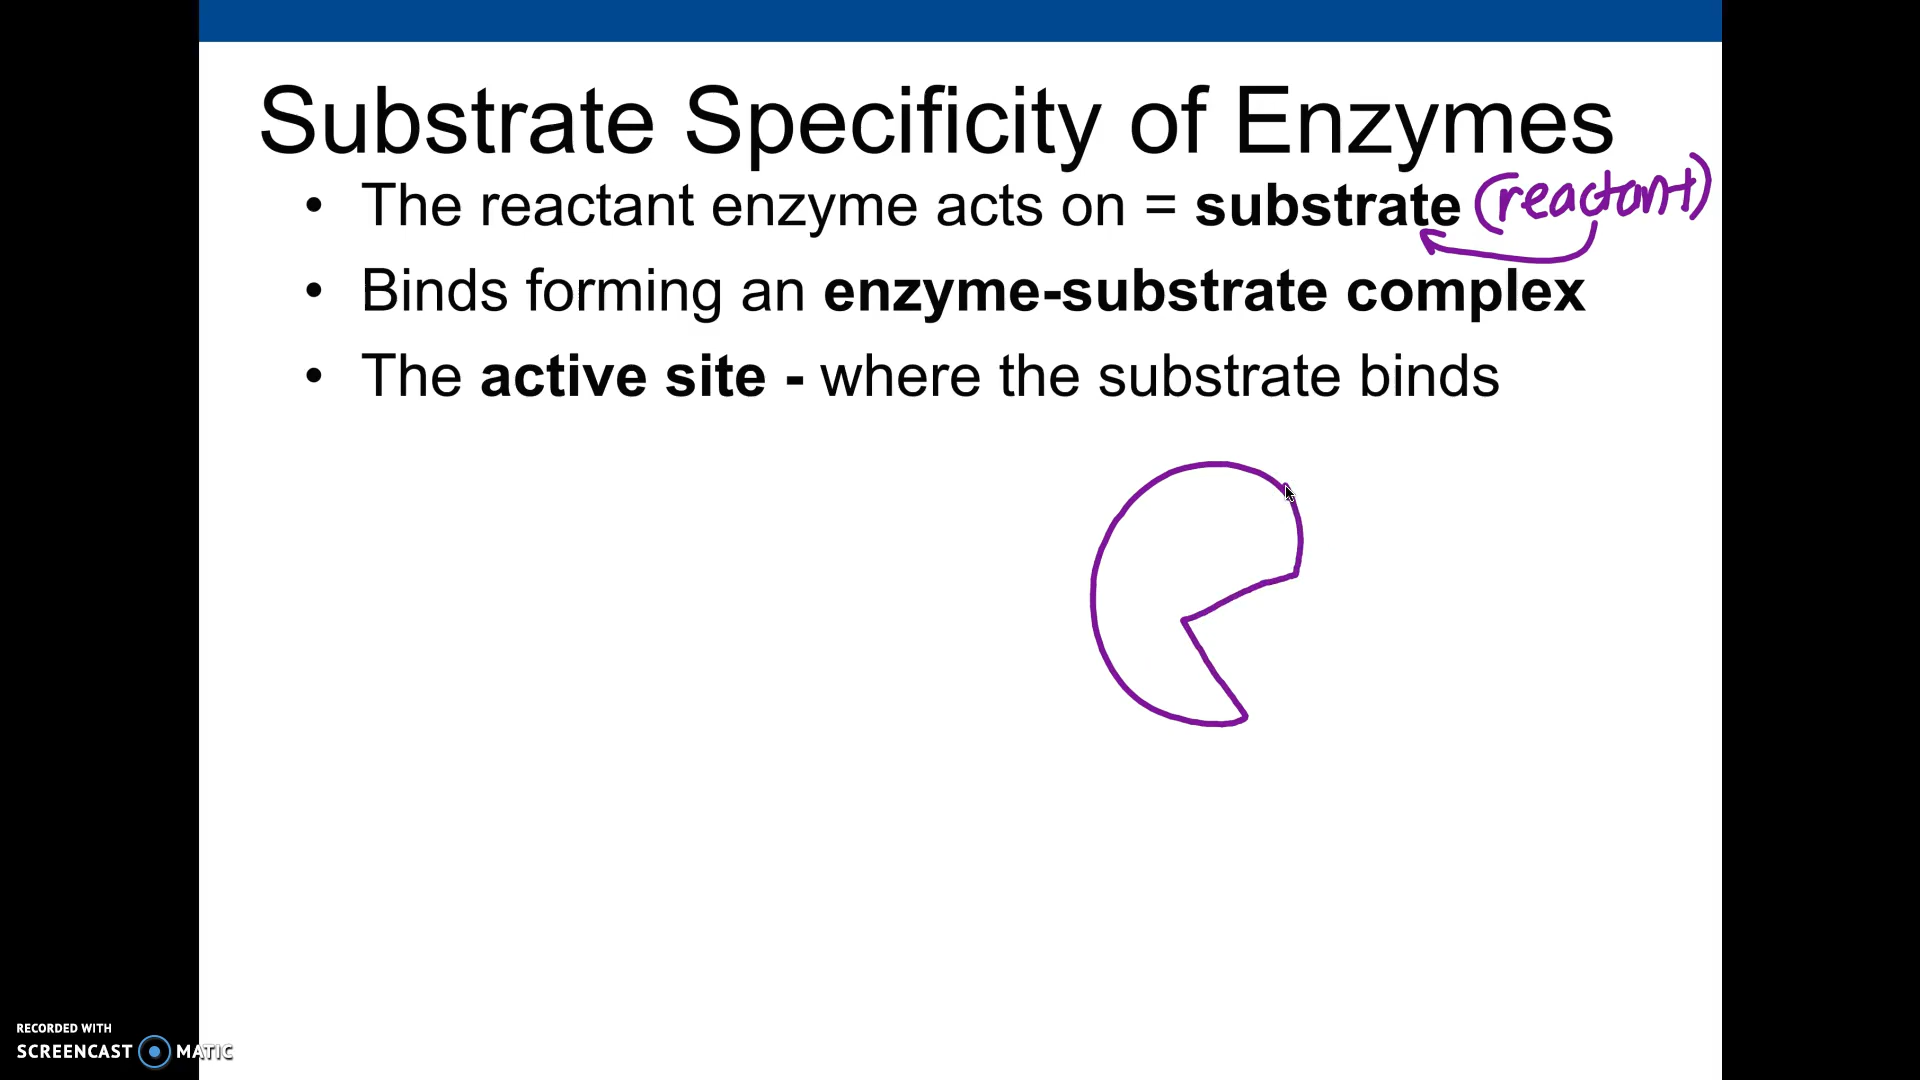 Substrate Specificity of Enzymes
• The reactant enzyme acts on = substrate (reactant)
• Binds forming an enzyme-substrate complex
• The active site - where the substrate binds
RECORDED WITH
SCREENCAST MATIC